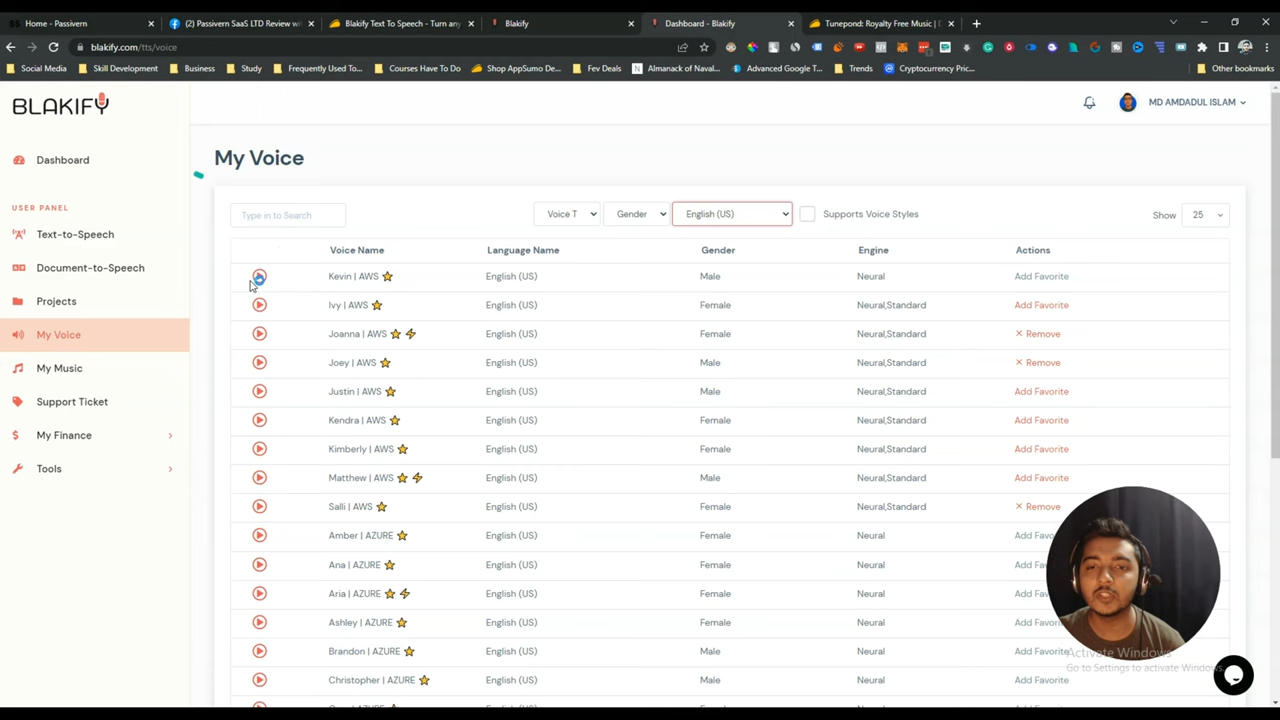 Home - Passivern
(2) Passivern SaaS LTD Review wi
Blakify Text To Speech - Turn any
Blakify
Dashboard - Blakify
Tunepond: Royalty Free Music | D
blakify.com/tts/voice
Social Media
Skill Development
Business
Study
Frequently Used To...
Courses Have To Do
Shop AppSumo De...
Fev Deals
Almanack of Naval...
Advanced Google T...
Trends
Cryptocurrency Pric...
Other bookmarks
BLAKIFY
MD AMDADUL ISLAM
Dashboard
USER PANEL
Text-to-Speech
Document-to-Speech
Projects
My Voice
My Music
Support Ticket
My Finance
Tools
My Voice
Type in to Search
Voice T
Gender
English (US)
Supports Voice Styles
Show
25
Voice Name Language Name Gender Engine Actions
Kevin | AWS English (US) Male Neural Add Favorite
Ivy | AWS English (US) Female Neural,Standard Add Favorite
Joanna | AWS English (US) Female Neural,Standard × Remove
Joey | AWS English (US) Male Neural,Standard × Remove
Justin | AWS English (US) Male Neural,Standard Add Favorite
Kendra | AWS English (US) Female Neural,Standard Add Favorite
Kimberly | AWS English (US) Female Neural,Standard Add Favorite
Matthew | AWS English (US) Male Neural,Standard Add Favorite
Salli | AWS English (US) Female Neural,Standard × Remove
Amber | AZURE English (US) Female Neural Add Favo
Ana | AZURE English (US) Female Neural Add Fav
Aria | AZURE English (US) Female Neural Add Fav
Ashley | AZURE English (US) Female Neural Add Fav
Brandon | AZURE English (US) Male Neural Add Favo
Christopher | AZURE English (US) Male Neural Add Favorite
Activate Windows
Go to Settings to activate Windows.